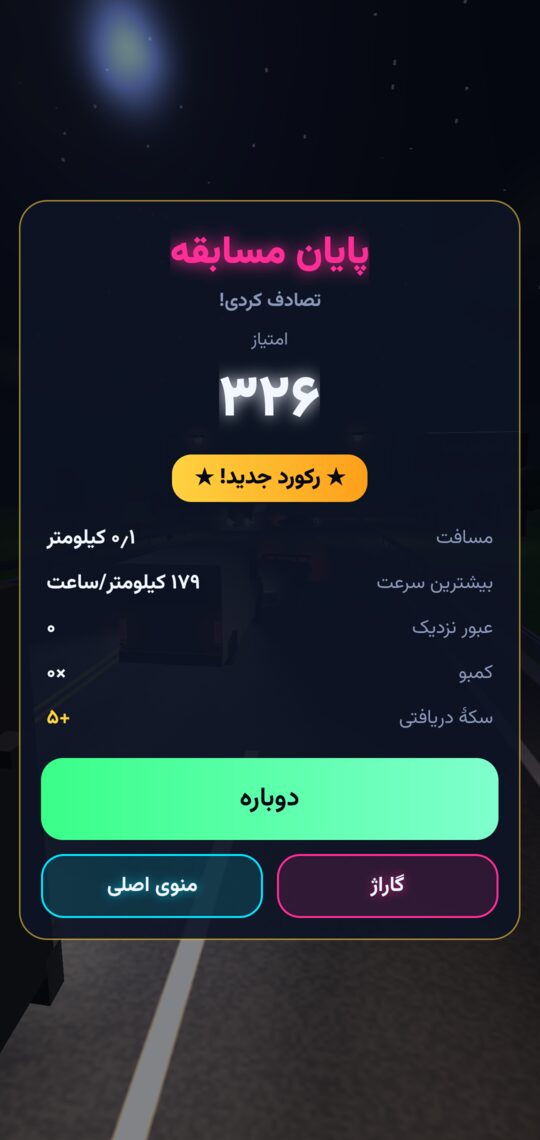 پایان مسابقه
تصادف کردی!
امتیاز
۳۲۶
★ رکورد جدید! ★
مسافت ۰٫۱ کیلومتر
بیشترین سرعت ۱۷۹ کیلومتر/ساعت
عبور نزدیک ۰
کمبو ×۰
سکهٔ دریافتی +۵
دوباره
گاراژ
منوی اصلی